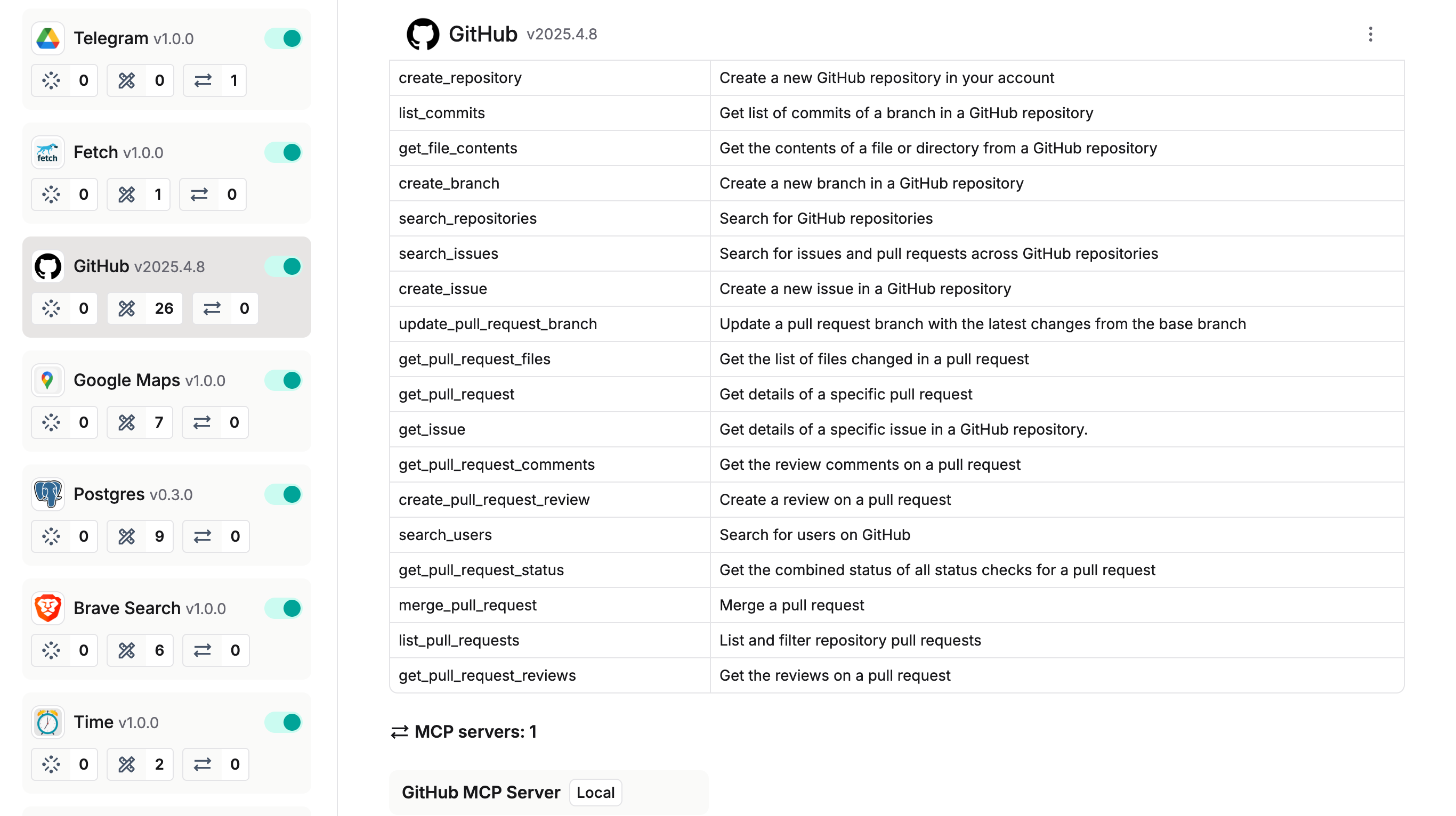 Telegram v1.0.0
0 0 1
fetch
Fetch v1.0.0
0 1 0
GitHub v2025.4.8
0 26 0
Google Maps v1.0.0
0 7 0
Postgres v0.3.0
0 9 0
Brave Search v1.0.0
0 6 0
Time v1.0.0
0 2 0
GitHub v2025.4.8
create_repository Create a new GitHub repository in your account
list_commits Get list of commits of a branch in a GitHub repository
get_file_contents Get the contents of a file or directory from a GitHub repository
create_branch Create a new branch in a GitHub repository
search_repositories Search for GitHub repositories
search_issues Search for issues and pull requests across GitHub repositories
create_issue Create a new issue in a GitHub repository
update_pull_request_branch Update a pull request branch with the latest changes from the base branch
get_pull_request_files Get the list of files changed in a pull request
get_pull_request Get details of a specific pull request
get_issue Get details of a specific issue in a GitHub repository.
get_pull_request_comments Get the review comments on a pull request
create_pull_request_review Create a review on a pull request
search_users Search for users on GitHub
get_pull_request_status Get the combined status of all status checks for a pull request
merge_pull_request Merge a pull request
list_pull_requests List and filter repository pull requests
get_pull_request_reviews Get the reviews on a pull request
MCP servers: 1
GitHub MCP Server Local